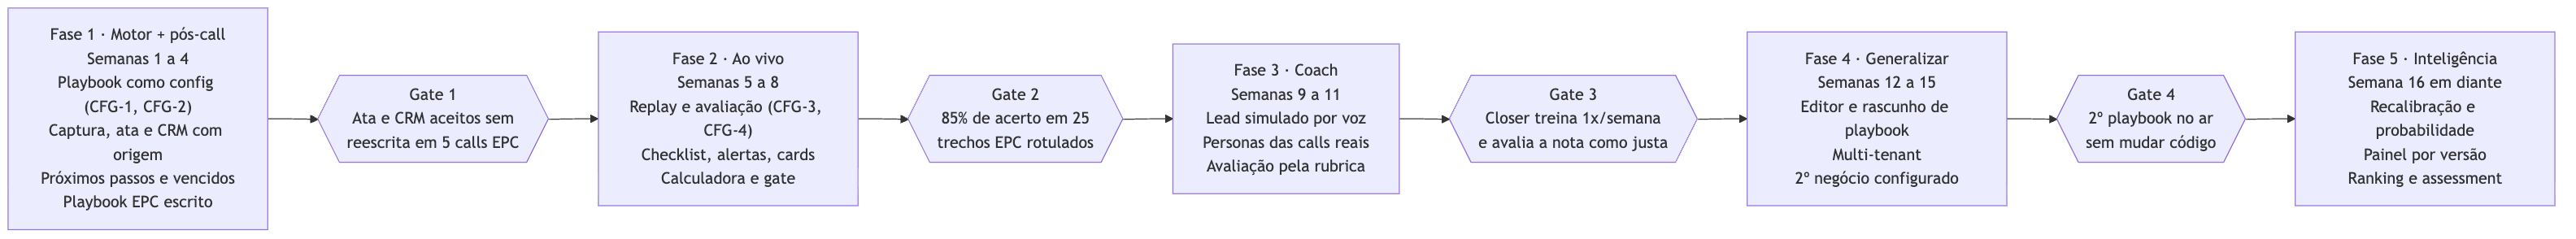 Fase 1 · Motor + pós-call
Semanas 1 a 4
Playbook como config
(CFG-1, CFG-2)
Captura, ata e CRM com
origem
Próximos passos e vencidos
Playbook EPC escrito
Gate 1
Ata e CRM aceitos sem
reescrita em 5 calls EPC
Fase 2 · Ao vivo
Semanas 5 a 8
Replay e avaliação (CFG-3,
CFG-4)
Checklist, alertas, cards
Calculadora e gate
Gate 2
85% de acerto em 25
trechos EPC rotulados
Fase 3 · Coach
Semanas 9 a 11
Lead simulado por voz
Personas das calls reais
Avaliação pela rubrica
Gate 3
Closer treina 1x/semana
e avalia a nota como justa
Fase 4 · Generalizar
Semanas 12 a 15
Editor e rascunho de
playbook
Multi-tenant
2º negócio configurado
Gate 4
2º playbook no ar
sem mudar código
Fase 5 · Inteligência
Semana 16 em diante
Recalibração e
probabilidade
Painel por versão
Ranking e assessment